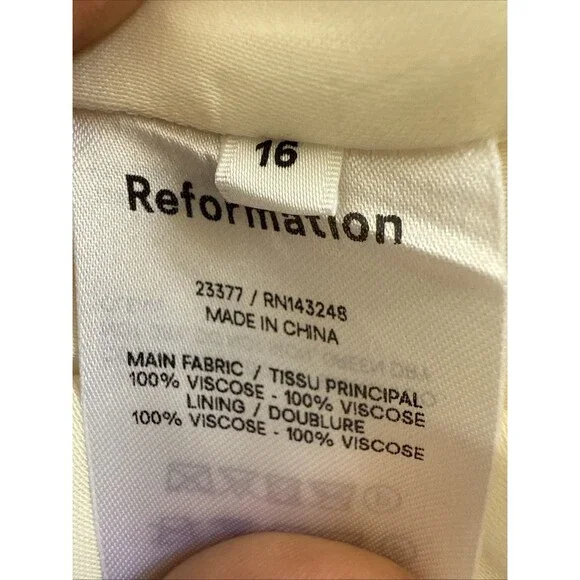 16
Reformation
23377 / RN143248
MADE IN CHINA
MAIN FABRIC / TISSU PRINCIPAL
100% VISCOSE - 100% VISCOSE
LINING / DOUBLURE
100% VISCOSE - 100% VISCOSE